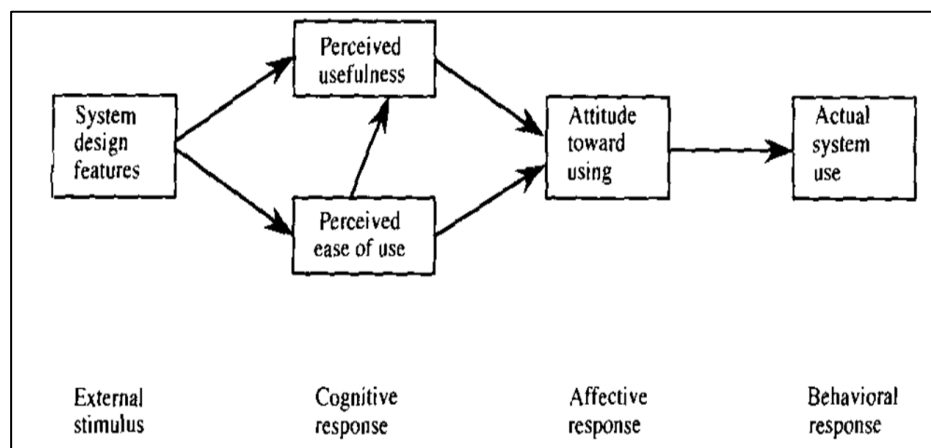 Perceived
usefulness
System
design
features
Attitude
toward
using
Actual
system
use
Perceived
ease of use
External
stimulus
Cognitive
response
Affective
response
Behavioral
response